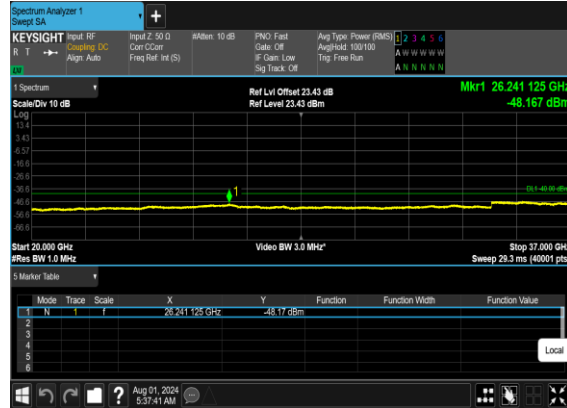 Spectrum Analyzer 1
Swept SA
+
KEYSIGHT Input: RF Input Z: 50 Ω #Atten: 10 dB PNO: Fast Avg Type: Power (RMS) 1 2 3 4 5 6
R T Coupling: DC Corr CCorr Gate: Off Avg|Hold: 100/100 A W W W W W
Align: Auto Freq Ref: Int (S) IF Gain: Low Trig: Free Run
Sig Track: Off A N N N N N
1 Spectrum Ref Lvl Offset 23.43 dB Mkr1 26.241 125 GHz
Scale/Div 10 dB Ref Level 23.43 dBm -48.167 dBm
Log
13.4
3.43
-6.57
-16.6
-26.6
-36.6 1 DL1 -40.00 dBm
-46.6
-56.6
-66.6
Start 20.000 GHz Video BW 3.0 MHz* Stop 37.000 GHz
#Res BW 1.0 MHz Sweep 29.3 ms (40001 pts)
5 Marker Table
Mode Trace Scale X Y Function Function Width Function Value
1 N 1 f 26.241 125 GHz -48.17 dBm
2
3
4
5
6
Local
? Aug 01, 2024
5:37:41 AM